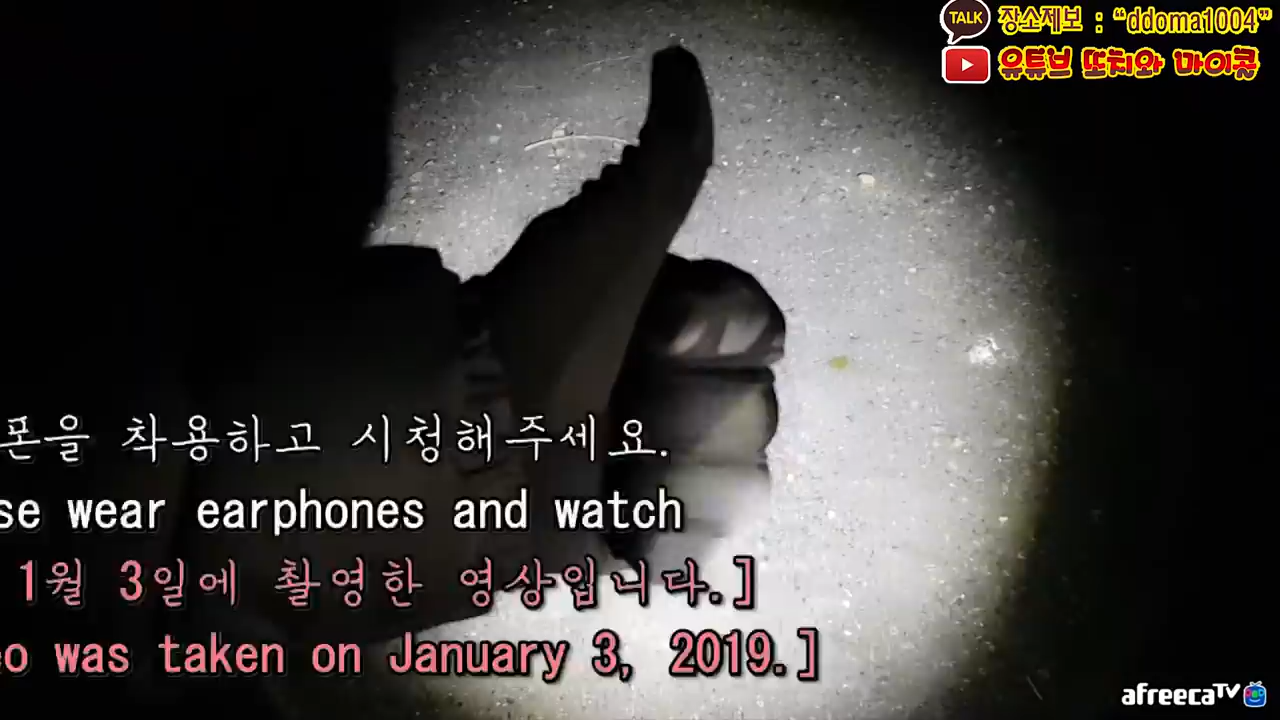 TALK 장소제보 : “ddoma1004”
유튜브 또치와 마이콜
폰을 착용하고 시청해주세요.
se wear earphones and watch
1월 3일에 촬영한 영상입니다.]
eo was taken on January 3, 2019.]
afreecaTV